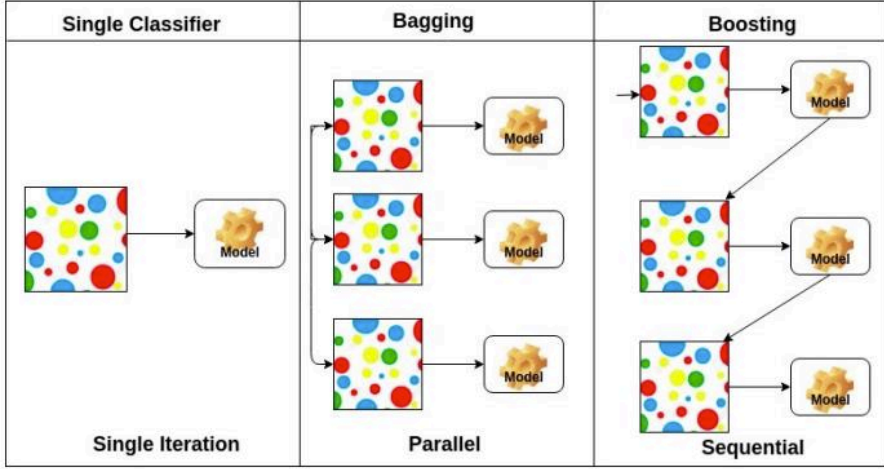 Single Classifier
Bagging
Boosting
Model
Model
Model
Model
Model
Model
Model
Single Iteration
Parallel
Sequential